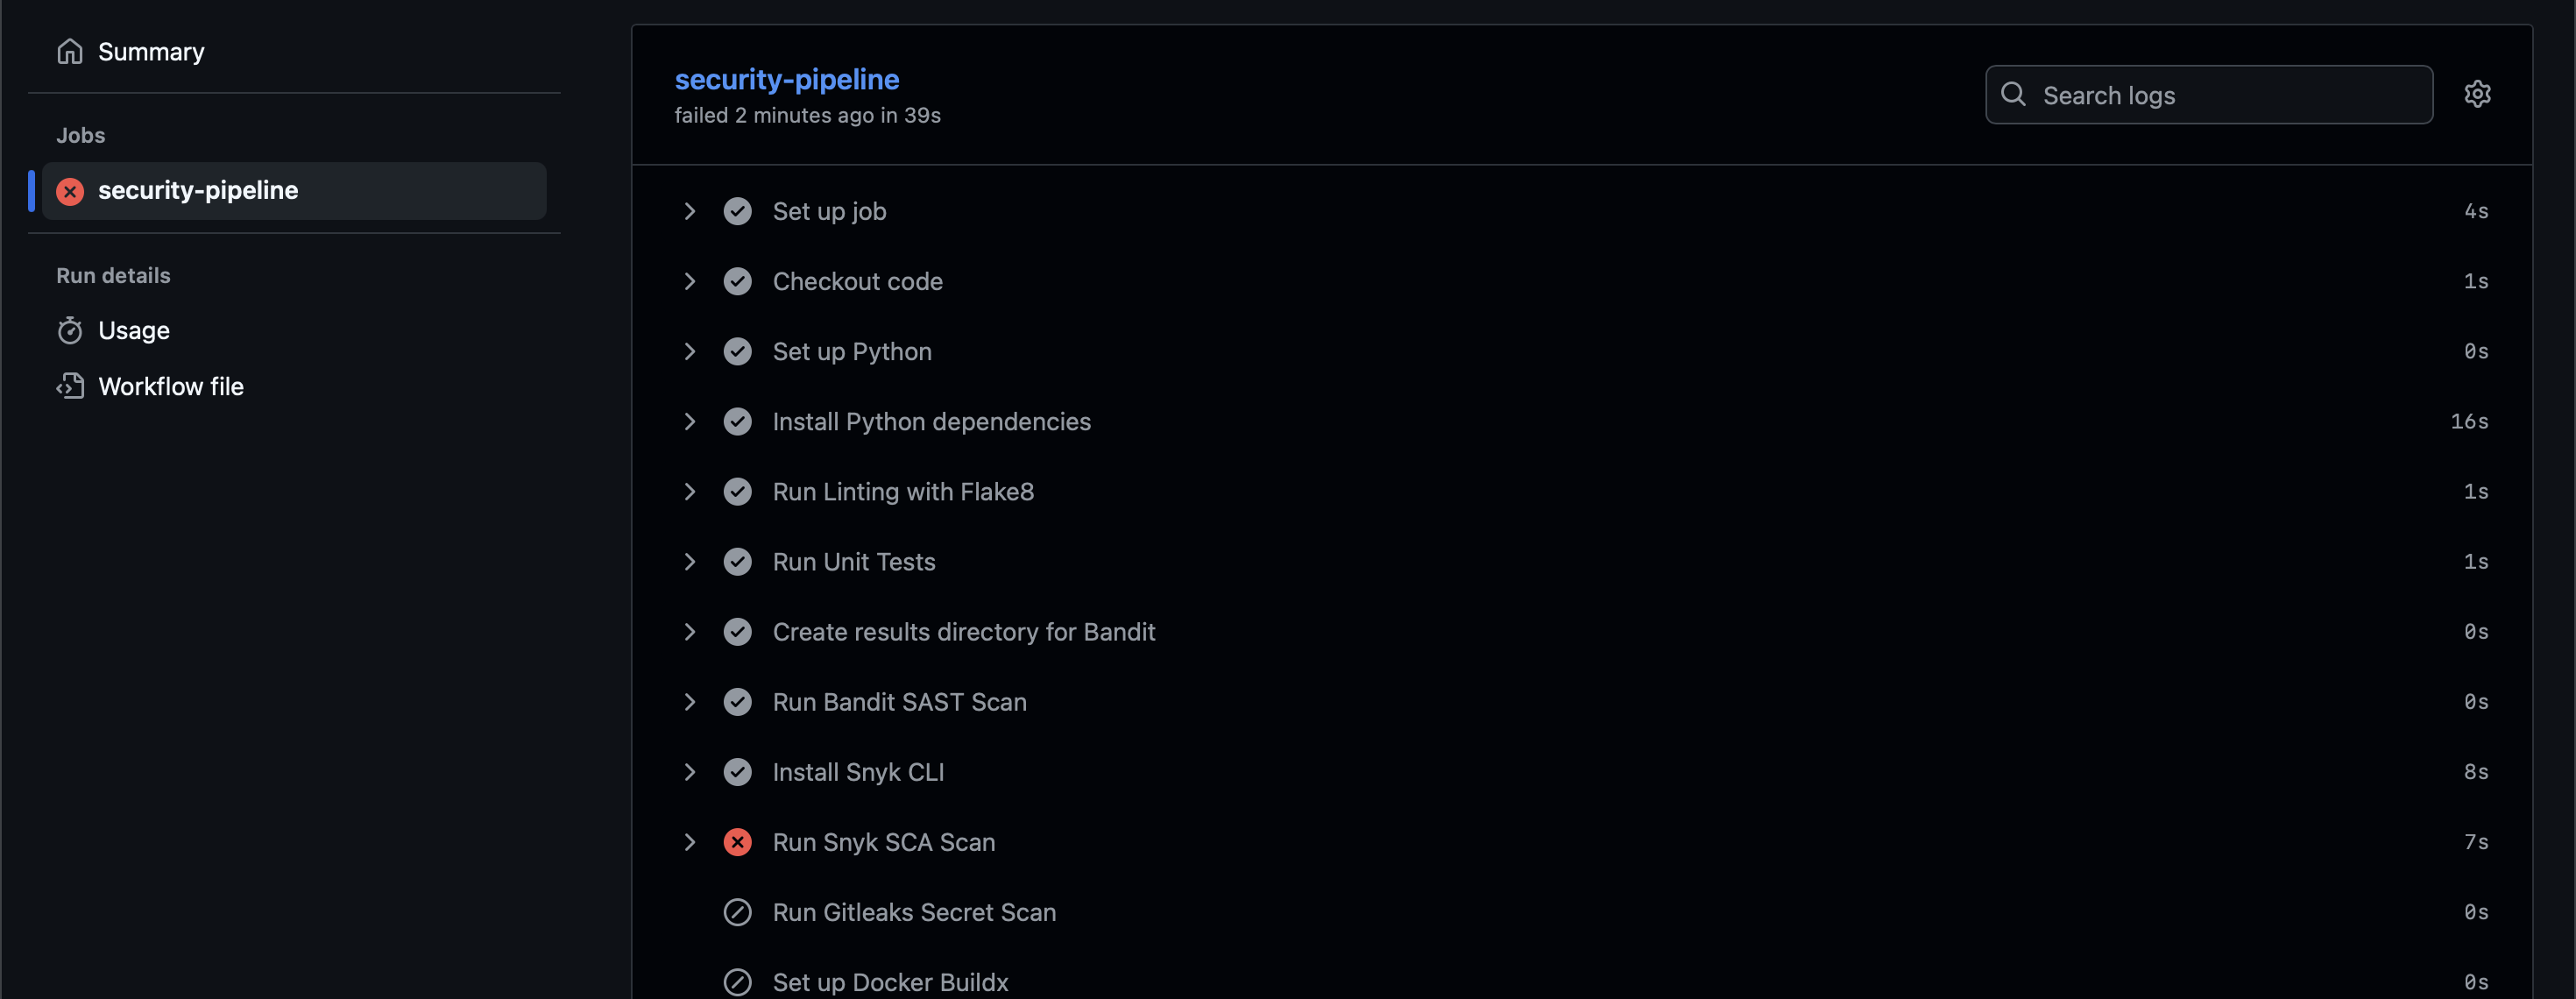 Summary
Jobs
security-pipeline
Run details
Usage
Workflow file
security-pipeline
failed 2 minutes ago in 39s
Search logs
Set up job 4s
Checkout code 1s
Set up Python 0s
Install Python dependencies 16s
Run Linting with Flake8 1s
Run Unit Tests 1s
Create results directory for Bandit 0s
Run Bandit SAST Scan 0s
Install Snyk CLI 8s
Run Snyk SCA Scan 7s
Run Gitleaks Secret Scan 0s
Set up Docker Buildx 0s